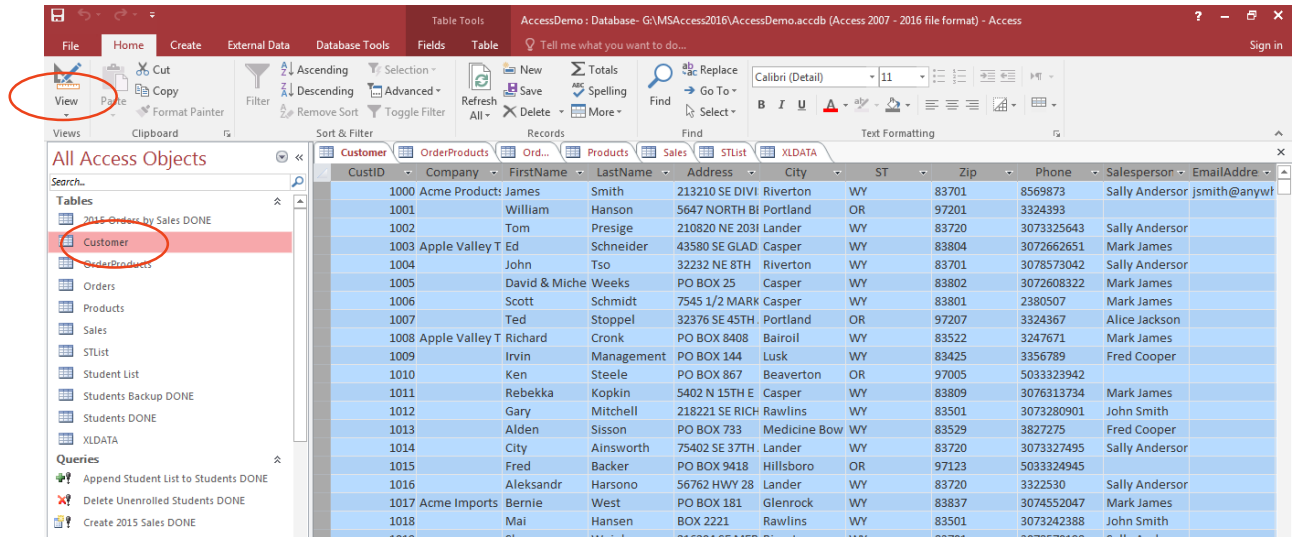 Table Tools AccessDemo : Database- G:\MSAccess2016\AccessDemo.accdb (Access 2007 - 2016 file format) - Access ?
File Home Create External Data Database Tools Fields Table Tell me what you want to do... Sign in
View
Paste
Cut
Copy
Format Painter
Filter
Ascending
Descending
Remove Sort
Selection
Advanced
Toggle Filter
Refresh All
New
Save
Delete
Totals
Spelling
More
Find
Replace
Go To
Select
Calibri (Detail) 11
B I U A
Views Clipboard Sort & Filter Records Find Text Formatting
All Access Objects
Search..
Tables
2015 Orders by Sales DONE
Customer
OrderProducts
Orders
Products
Sales
STList
Student List
Students Backup DONE
Students DONE
XLDATA
Queries
Append Student List to Students DONE
Delete Unenrolled Students DONE
Create 2015 Sales DONE
Customer OrderProducts Ord... Products Sales STList XLDATA
CustID Company FirstName LastName Address City ST Zip Phone Salesperson EmailAddre
1000 Acme Products James Smith 213210 SE DIVI Riverton WY 83701 8569873 Sally Anderson jsmith@anywh
1001 William Hanson 5647 NORTH BE Portland OR 97201 3324393
1002 Tom Presige 210820 NE 203I Lander WY 83720 3073325643 Sally Anderson
1003 Apple Valley T Ed Schneider 43580 SE GLAD Casper WY 83804 3072662651 Mark James
1004 John Tso 32232 NE 8TH Riverton WY 83701 3078573042 Sally Anderson
1005 David & Miche Weeks PO BOX 25 Casper WY 83802 3072608322 Mark James
1006 Scott Schmidt 7545 1/2 MARK Casper WY 83801 2380507 Mark James
1007 Ted Stoppel 32376 SE 45TH Portland OR 97207 3324367 Alice Jackson
1008 Apple Valley T Richard Cronk PO BOX 8408 Bairoil WY 83522 3247671 Mark James
1009 Irvin Management PO BOX 144 Lusk WY 83425 3356789 Fred Cooper
1010 Ken Steele PO BOX 867 Beaverton OR 97005 5033323942
1011 Rebekka Kopkin 5402 N 15TH E Casper WY 83809 3076313734 Mark James
1012 Gary Mitchell 218221 SE RICH Rawlins WY 83501 3073280901 John Smith
1013 Alden Sisson PO BOX 733 Medicine Bow WY 83529 3827275 Fred Cooper
1014 City Ainsworth 75402 SE 37TH Lander WY 83720 3073327495 Sally Anderson
1015 Fred Backer PO BOX 9418 Hillsboro OR 97123 5033324945
1016 Aleksandr Harsono 56762 HWY 28 Lander WY 83720 3322530 Sally Anderson
1017 Acme Imports Bernie West PO BOX 181 Glenrock WY 83837 3074552047 Mark James
1018 Mai Hansen BOX 2221 Rawlins WY 83501 3073242388 John Smith